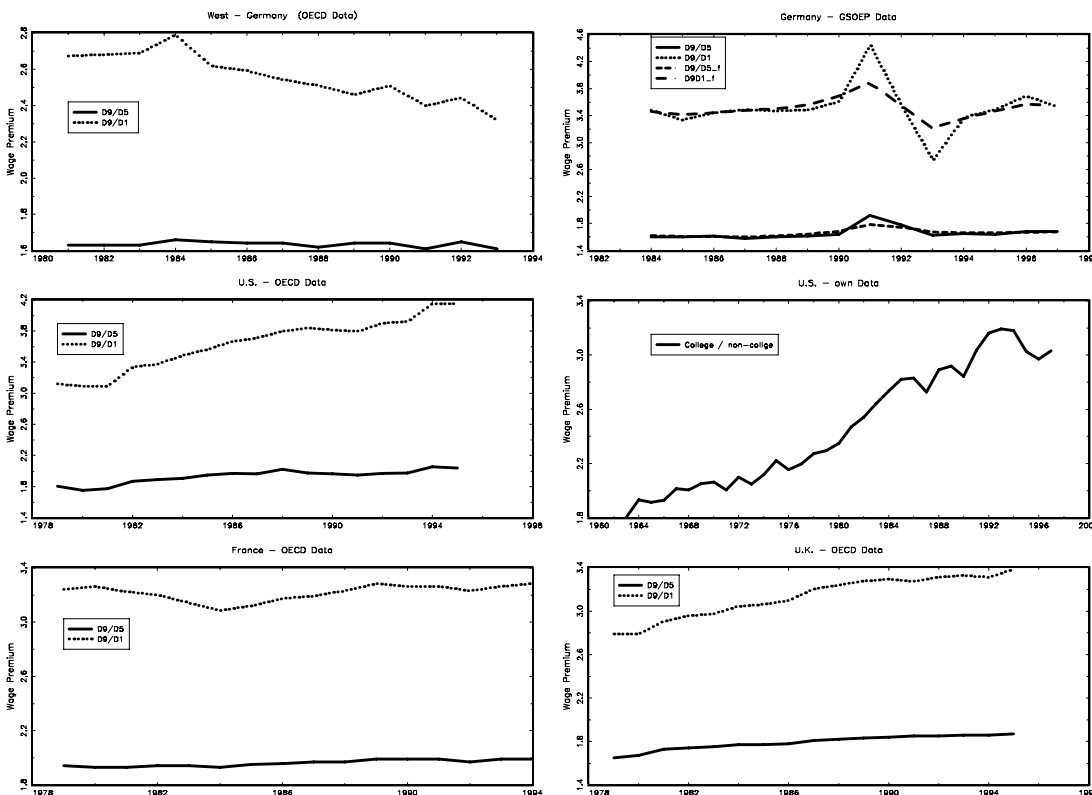 West - Germany (OECD Data)
Wage Premium
2.8
2.4
2.0
1.6
D9/D5
D9/D1
1980 1982 1984 1986 1988 1990 1992 1994
Germany - GSOEP Data
Wage Premium
4.6
4.2
3.8
3.4
3.0
2.6
2.2
1.8
1.4
D9/D5
D9/D1
D9/D5_f
D9D1_f
1982 1984 1986 1988 1990 1992 1994 1996 199
U.S. - OECD Data
Wage Premium
4.2
3.8
3.4
3.0
2.6
2.2
1.8
1.4
D9/D5
D9/D1
1978 1982 1986 1990 1994 1998
U.S. - own Data
Wage Premium
3.4
3.0
2.6
2.2
1.8
College / non-collge
1960 1964 1968 1972 1976 1980 1984 1988 1992 1996 200
France - OECD Data
Wage Premium
3.4
3.0
2.6
2.2
1.8
D9/D5
D9/D1
1978 1982 1986 1990 1994
U.K. - OECD Data
Wage Premium
3.4
3.0
2.6
2.2
1.8
1.4
D9/D5
D9/D1
1978 1982 1986 1990 1994 199